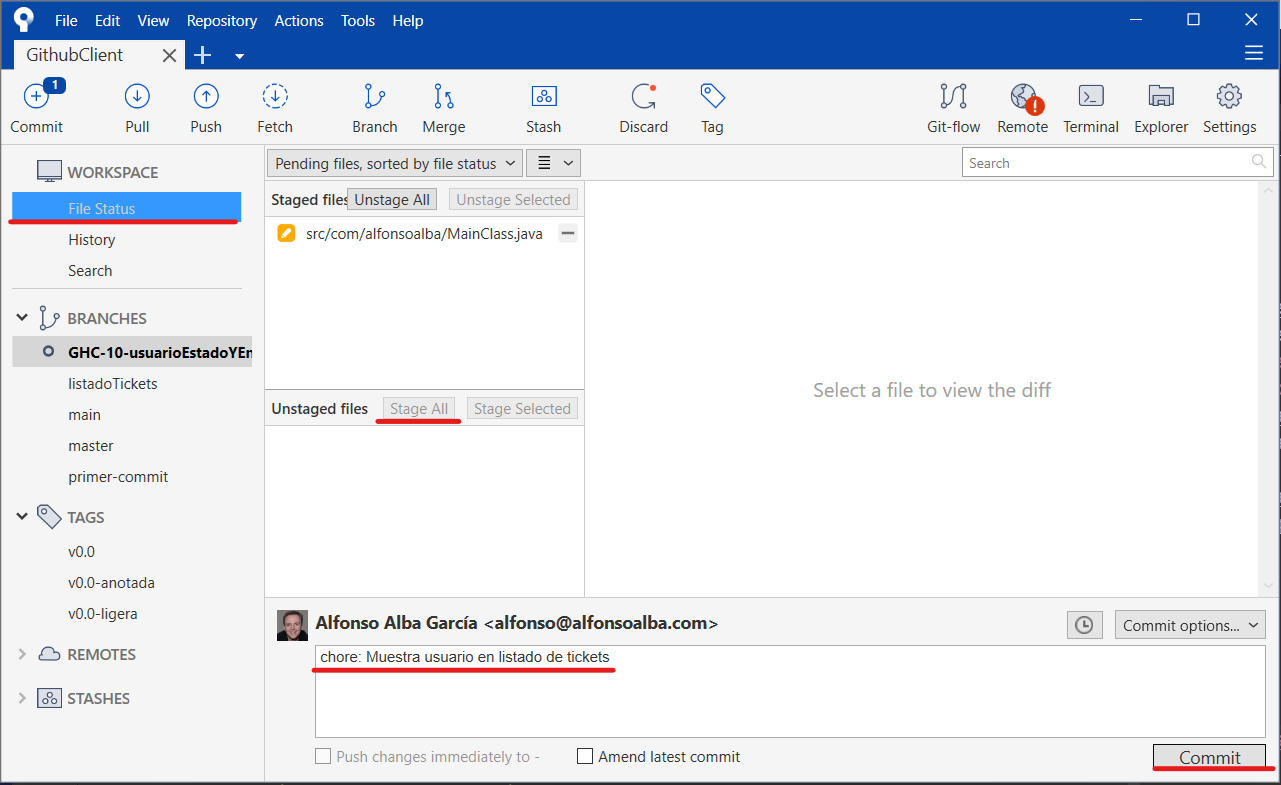 File Edit View Repository Actions Tools Help
GithubClient
1
Commit Pull Push Fetch Branch Merge Stash Discard Tag Git-flow Remote Terminal Explorer Settings
Pending files, sorted by file status
Search
WORKSPACE
File Status
History
Search
BRANCHES
GHC-10-usuarioEstadoYEn
listadoTickets
main
master
primer-commit
TAGS
v0.0
v0.0-anotada
v0.0-ligera
REMOTES
STASHES
Staged files Unstage All Unstage Selected
src/com/alfonsoalba/MainClass.java
Unstaged files Stage All Stage Selected
Select a file to view the diff
Alfonso Alba García <alfonso@alfonsoalba.com>
Commit options...
chore: Muestra usuario en listado de tickets
Push changes immediately to -
Amend latest commit
Commit